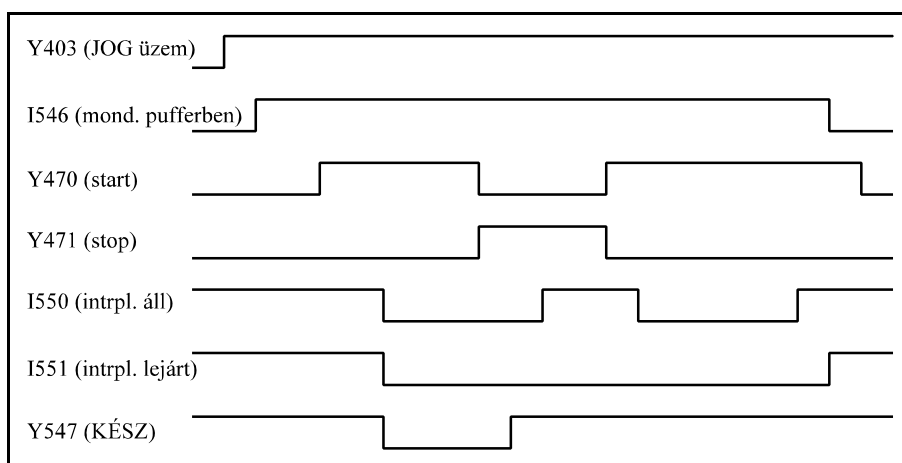 Y403 (JOG üzem)
I546 (mond. pufferben)
Y470 (start)
Y471 (stop)
I550 (intrpl. áll)
I551 (intrpl. lejárt)
Y547 (KÉSZ)